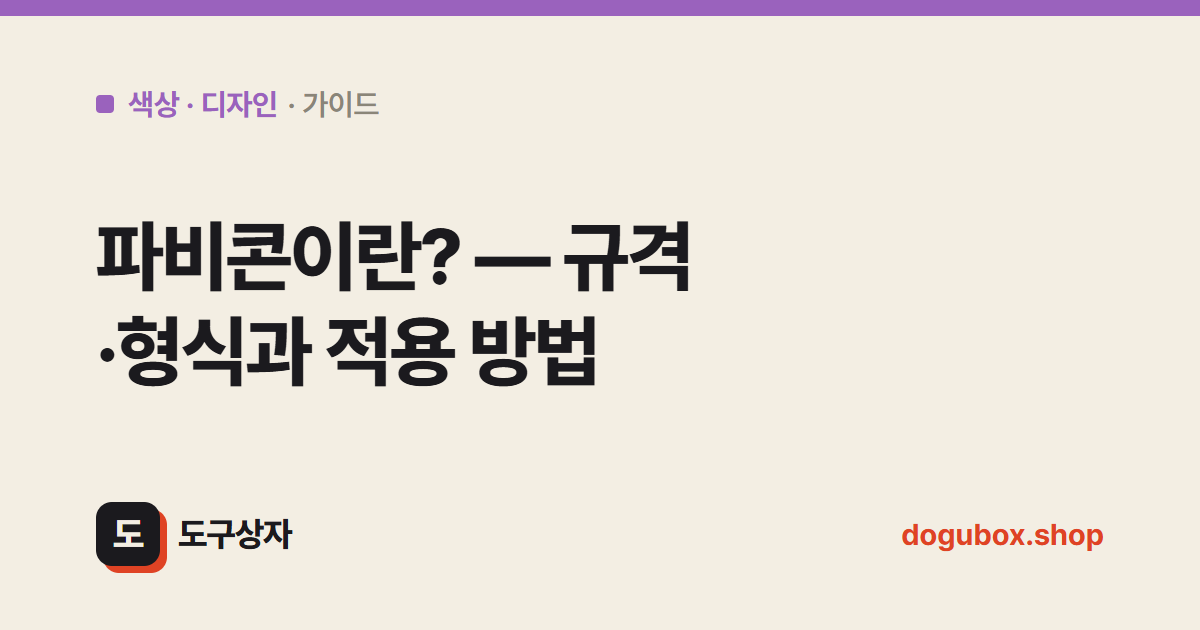 색상 · 디자인 · 가이드
파비콘이란? — 규격
·형식과 적용 방법
도 도구상자
dogubox.shop